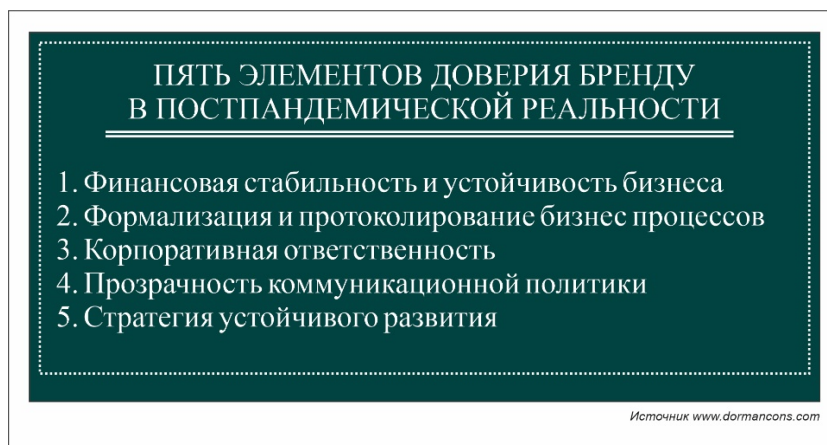 ПЯТЬ ЭЛЕМЕНТОВ ДОВЕРИЯ БРЕНДУ
В ПОСТПАНДЕМИЧЕСКОЙ РЕАЛЬНОСТИ
1. Финансовая стабильность и устойчивость бизнеса
2. Формализация и протоколирование бизнес процессов
3. Корпоративная ответственность
4. Прозрачность коммуникационной политики
5. Стратегия устойчивого развития
Источник www.dormancons.com